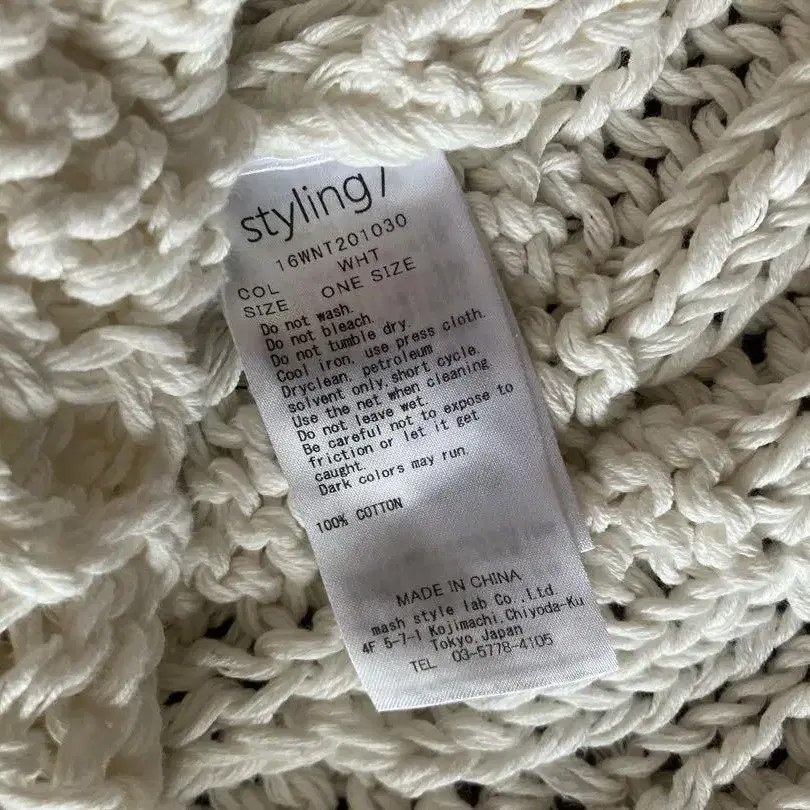 styling/
16WNT201030
COL WHT
SIZE ONE SIZE
Do not wash.
Do not bleach.
Do not tumble dry.
Cool iron, use press cloth.
Dryclean, petroleum
solvent only, short cycle.
Use the net when cleaning.
Do not leave wet.
Be careful not to expose to
friction or let it get
caught.
Dark colors may run.
100% COTTON
MADE IN CHINA
mash style lab Co., Ltd.
4F 5-7-1 Kojimachi, Chiyoda-Ku
Tokyo, Japan
TEL 03-5778-4105